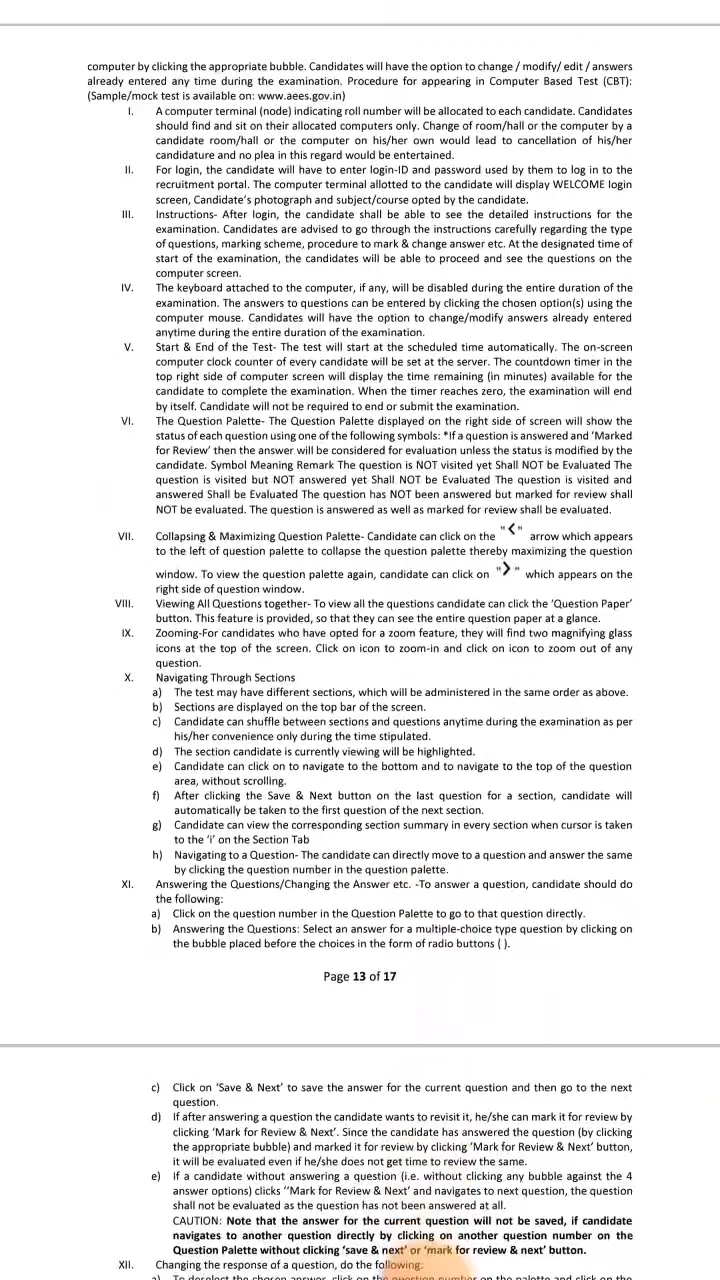 computer by clicking the appropriate bubble. Candidates will have the option to change / modify/ edit / answers
already entered any time during the examination. Procedure for appearing in Computer Based Test (CBT):
(Sample/mock test is available on: www.aees.gov.in)
I. A computer terminal (node) indicating roll number will be allocated to each candidate. Candidates
should find and sit on their allocated computers only. Change of room/hall or the computer by a
candidate room/hall or the computer on his/her own would lead to cancellation of his/her
candidature and no plea in this regard would be entertained.
II. For login, the candidate will have to enter login-ID and password used by them to log in to the
recruitment portal. The computer terminal allotted to the candidate will display WELCOME login
screen, Candidate's photograph and subject/course opted by the candidate.
III. Instructions- After login, the candidate shall be able to see the detailed instructions for the
examination. Candidates are advised to go through the instructions carefully regarding the type
of questions, marking scheme, procedure to mark & change answer etc. At the designated time of
start of the examination, the candidates will be able to proceed and see the questions on the
computer screen.
IV. The keyboard attached to the computer, if any, will be disabled during the entire duration of the
examination. The answers to questions can be entered by clicking the chosen option(s) using the
computer mouse. Candidates will have the option to change/modify answers already entered
anytime during the entire duration of the examination.
V. Start & End of the Test- The test will start at the scheduled time automatically. The on-screen
computer clock counter of every candidate will be set at the server. The countdown timer in the
top right side of computer screen will display the time remaining (in minutes) available for the
candidate to complete the examination. When the timer reaches zero, the examination will end
by itself. Candidate will not be required to end or submit the examination.
VI. The Question Palette- The Question Palette displayed on the right side of screen will show the
status of each question using one of the following symbols: *If a question is answered and 'Marked
for Review' then the answer will be considered for evaluation unless the status is modified by the
candidate. Symbol Meaning Remark The question is NOT visited yet Shall NOT be Evaluated The
question is visited but NOT answered yet Shall NOT be Evaluated The question is visited and
answered Shall be Evaluated The question has NOT been answered but marked for review shall
NOT be evaluated. The question is answered as well as marked for review shall be evaluated.
VII. Collapsing & Maximizing Question Palette- Candidate can click on the "<" arrow which appears
to the left of question palette to collapse the question palette thereby maximizing the question
window. To view the question palette again, candidate can click on ">" which appears on the
right side of question window.
VIII. Viewing All Questions together- To view all the questions candidate can click the 'Question Paper'
button. This feature is provided, so that they can see the entire question paper at a glance.
IX. Zooming-For candidates who have opted for a zoom feature, they will find two magnifying glass
icons at the top of the screen. Click on icon to zoom-in and click on icon to zoom out of any
question.
X. Navigating Through Sections
a) The test may have different sections, which will be administered in the same order as above.
b) Sections are displayed on the top bar of the screen.
c) Candidate can shuffle between sections and questions anytime during the examination as per
his/her convenience only during the time stipulated.
d) The section candidate is currently viewing will be highlighted.
e) Candidate can click on to navigate to the bottom and to navigate to the top of the question
area, without scrolling.
f) After clicking the Save & Next button on the last question for a section, candidate will
automatically be taken to the first question of the next section.
g) Candidate can view the corresponding section summary in every section when cursor is taken
to the 'i' on the Section Tab
h) Navigating to a Question- The candidate can directly move to a question and answer the same
by clicking the question number in the question palette.
XI. Answering the Questions/Changing the Answer etc. -To answer a question, candidate should do
the following:
a) Click on the question number in the Question Palette to go to that question directly.
b) Answering the Questions: Select an answer for a multiple-choice type question by clicking on
the bubble placed before the choices in the form of radio buttons ( ).
Page 13 of 17
c) Click on 'Save & Next' to save the answer for the current question and then go to the next
question.
d) If after answering a question the candidate wants to revisit it, he/she can mark it for review by
clicking 'Mark for Review & Next'. Since the candidate has answered the question (by clicking
the appropriate bubble) and marked it for review by clicking 'Mark for Review & Next' button,
it will be evaluated even if he/she does not get time to review the same.
e) If a candidate without answering a question (i.e. without clicking any bubble against the 4
answer options) clicks ''Mark for Review & Next' and navigates to next question, the question
shall not be evaluated as the question has not been answered at all.
CAUTION: Note that the answer for the current question will not be saved, if candidate
navigates to another question directly by clicking on another question number on the
Question Palette without clicking 'save & next' or 'mark for review & next' button.
XII. Changing the response of a question, do the following:
a) To deselect the chosen answer, click on the question number on the palette and click on the